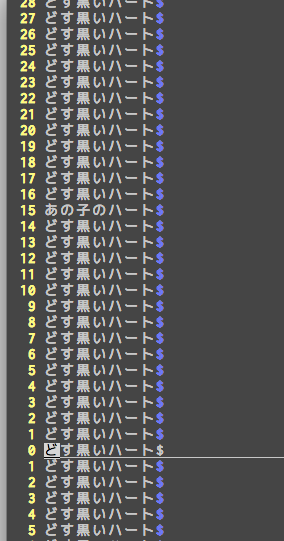 28 どす黒いハート$
27 どす黒いハート$
26 どす黒いハート$
25 どす黒いハート$
24 どす黒いハート$
23 どす黒いハート$
22 どす黒いハート$
21 どす黒いハート$
20 どす黒いハート$
19 どす黒いハート$
18 どす黒いハート$
17 どす黒いハート$
16 どす黒いハート$
15 あの子のハート$
14 どす黒いハート$
13 どす黒いハート$
12 どす黒いハート$
11 どす黒いハート$
10 どす黒いハート$
9 どす黒いハート$
8 どす黒いハート$
7 どす黒いハート$
6 どす黒いハート$
5 どす黒いハート$
4 どす黒いハート$
3 どす黒いハート$
2 どす黒いハート$
1 どす黒いハート$
0 どす黒いハート$
1 どす黒いハート$
2 どす黒いハート$
3 どす黒いハート$
4 どす黒いハート$
5 どす黒いハート$